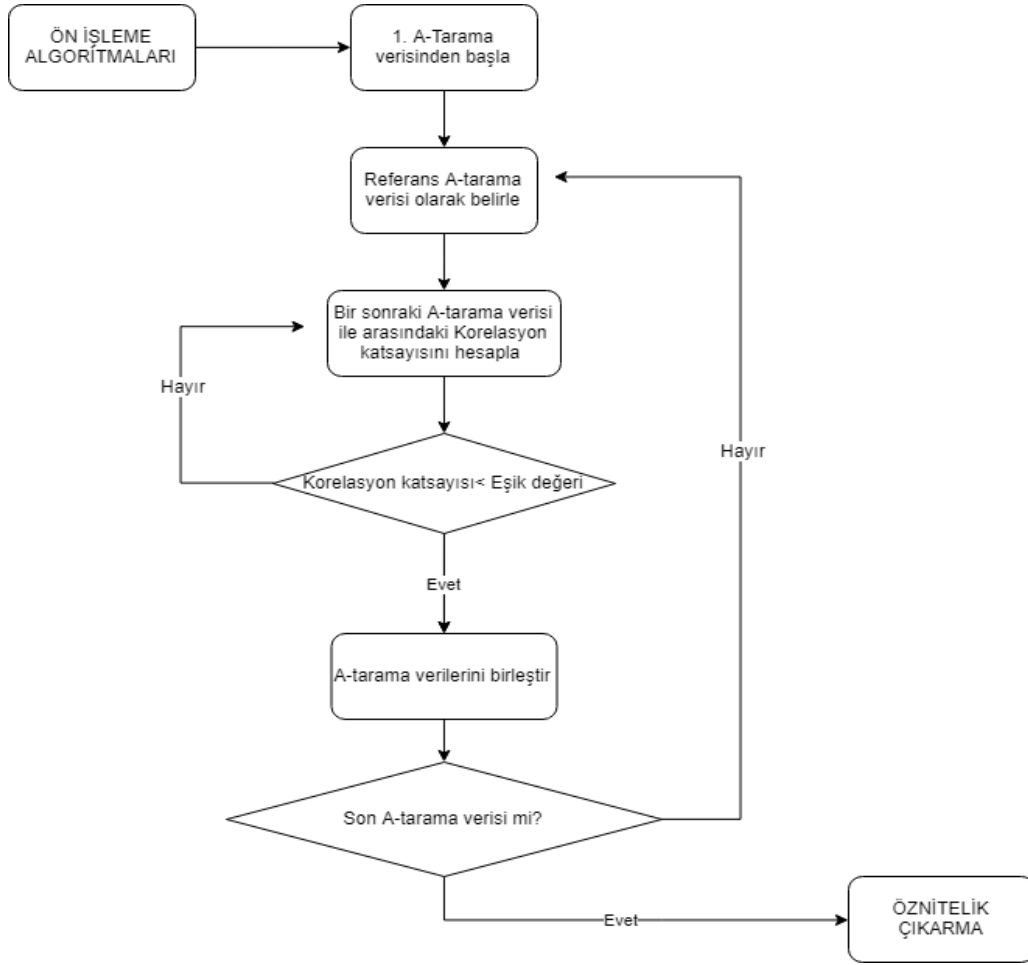 ÖN İŞLEME
ALGORİTMALARI
1. A-Tarama
verisinden başla
Referans A-tarama
verisi olarak belirle
Bir sonraki A-tarama verisi
ile arasındaki Korelasyon
katsayısını hesapla
Hayır
Hayır
Korelasyon katsayısı< Eşik değeri
Evet
A-tarama verilerini birleştir
Son A-tarama verisi mi?
Evet
ÖZNİTELİK
ÇIKARMA